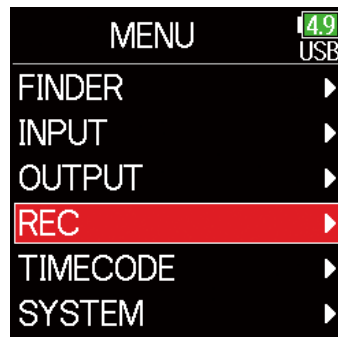 MENU
4.9
USB
FINDER
INPUT
OUTPUT
REC
TIMECODE
SYSTEM